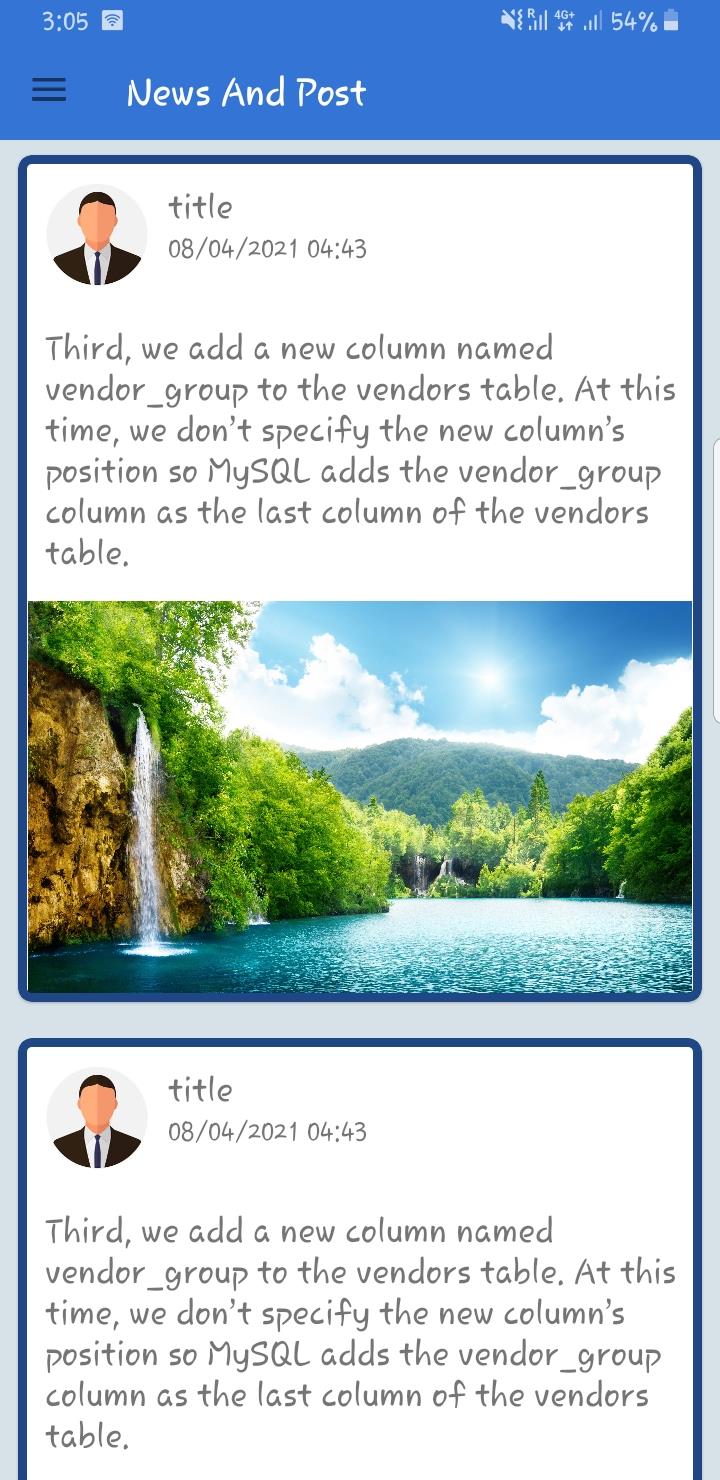 3:05 R 4G+ 54%
News And Post
title
08/04/2021 04:43
Third, we add a new column named
vendor_group to the vendors table. At this
time, we don't specify the new column's
position so MySQL adds the vendor_group
column as the last column of the vendors
table.
title
08/04/2021 04:43
Third, we add a new column named
vendor_group to the vendors table. At this
time, we don't specify the new column's
position so MySQL adds the vendor_group
column as the last column of the vendors
table.